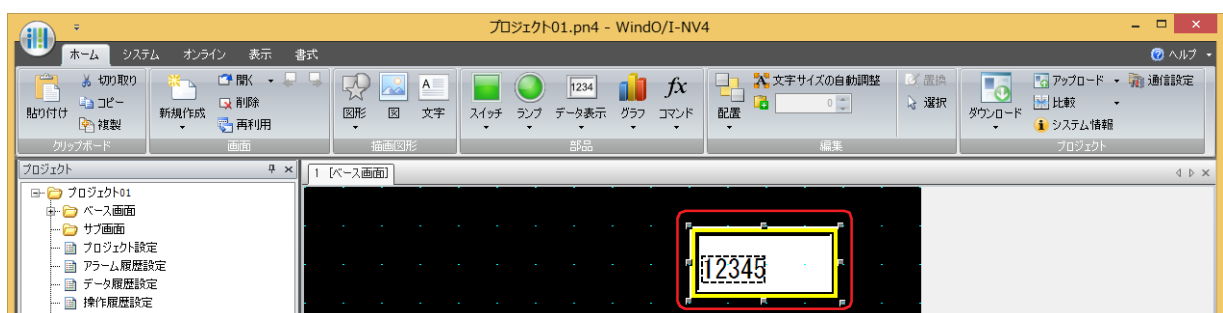 プロジェクト01.pn4 - WindO/I-NV4
ホーム システム オンライン 表示 書式 ヘルプ
貼り付け 切り取り コピー 複製
新規作成 開く 削除 再利用
図形 図 文字
スイッチ ランプ 1234 データ表示 グラフ fx コマンド
配置 文字サイズの自動調整 0 置換 選択
ダウンロード アップロード 比較 システム情報 通信設定
クリップボード 画面 描画図形 部品 編集 プロジェクト
プロジェクト
1 [ベース画面]
プロジェクト01
ベース画面
サブ画面
プロジェクト設定
アラーム履歴設定
データ履歴設定
操作履歴設定
12345